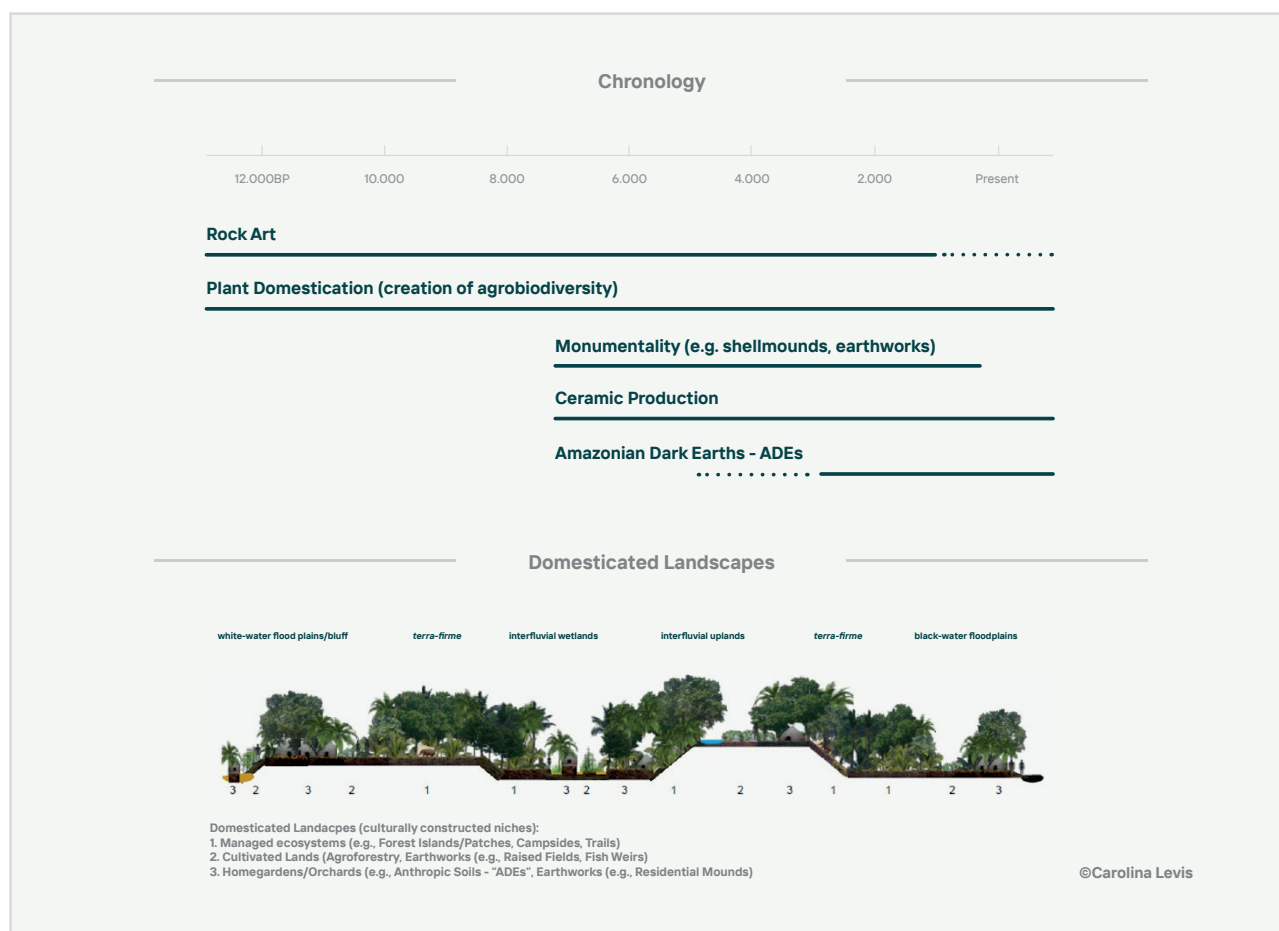 Chronology
12.000BP 10.000 8.000 6.000 4.000 2.000 Present
Rock Art
Plant Domestication (creation of agrobiodiversity)
Monumentality (e.g. shellmounds, earthworks)
Ceramic Production
Amazonian Dark Earths - ADEs
Domesticated Landscapes
white-water flood plains/bluff terra-firme interfluvial wetlands interfluvial uplands terra-firme black-water floodplains
3 2 3 2 1 1 3 2 3 1 2 3 1 1 2 3
Domesticated Landacpes (culturally constructed niches):
1. Managed ecosystems (e.g., Forest Islands/Patches, Campsides, Trails)
2. Cultivated Lands (Agroforestry, Earthworks (e.g., Raised Fields, Fish Weirs)
3. Homegardens/Orchards (e.g., Anthropic Soils - "ADEs", Earthworks (e.g., Residential Mounds)
©Carolina Levis